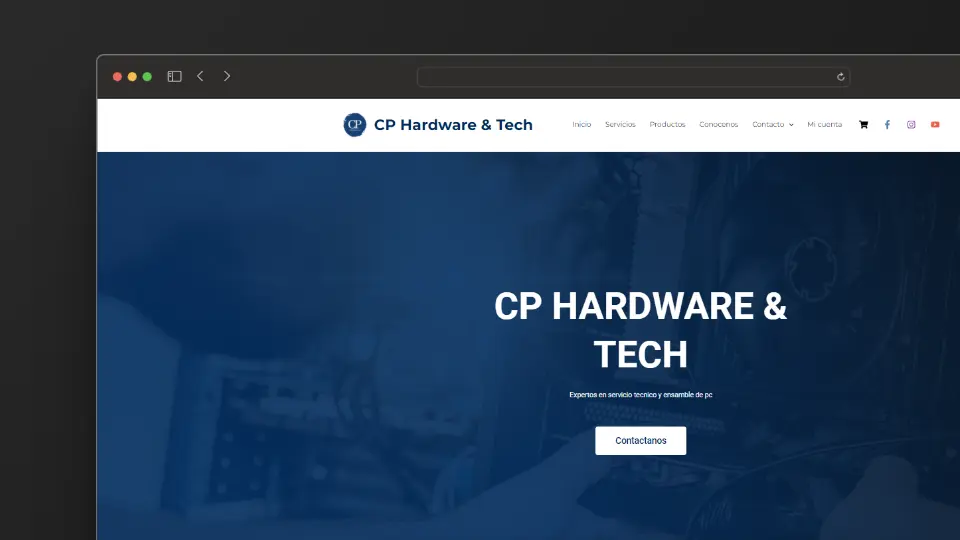 CP
CP Hardware & Tech
Inicio Servicios Productos Conocenos Contacto Mi cuenta
CP HARDWARE &
TECH
Expertos en servicio tecnico y ensamble de pc
Contactanos